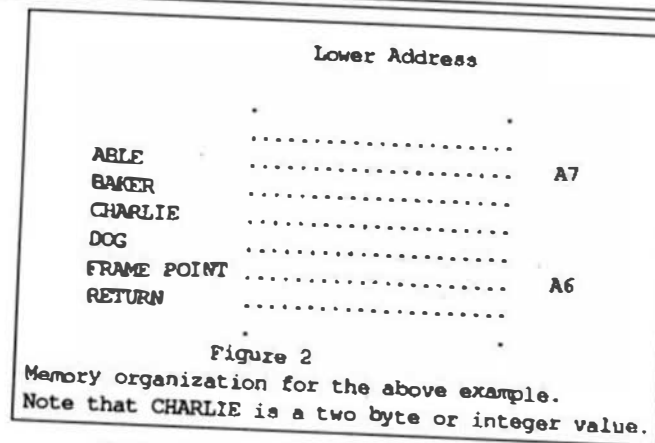 Lower Address
ABLE
A7
BAKER
CHARLIE
DOG
FRAME POINT
A6
RETURN
Figure 2
Memory organization for the above example.
Note that CHARLIE is a two byte or integer value.